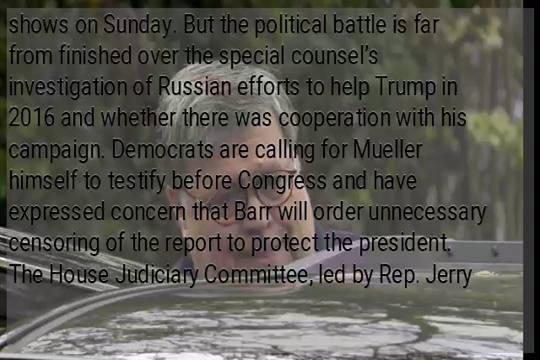 shows on Sunday. But the political battle is far
from finished over the special counsel's
investigation of Russian efforts to help Trump in
2016 and whether there was cooperation with his
campaign. Democrats are calling for Mueller
himself to testify before Congress and have
expressed concern that Barr will order unnecessary
censoring of the report to protect the president.
The House Judiciary Committee, led by Rep. Jerry